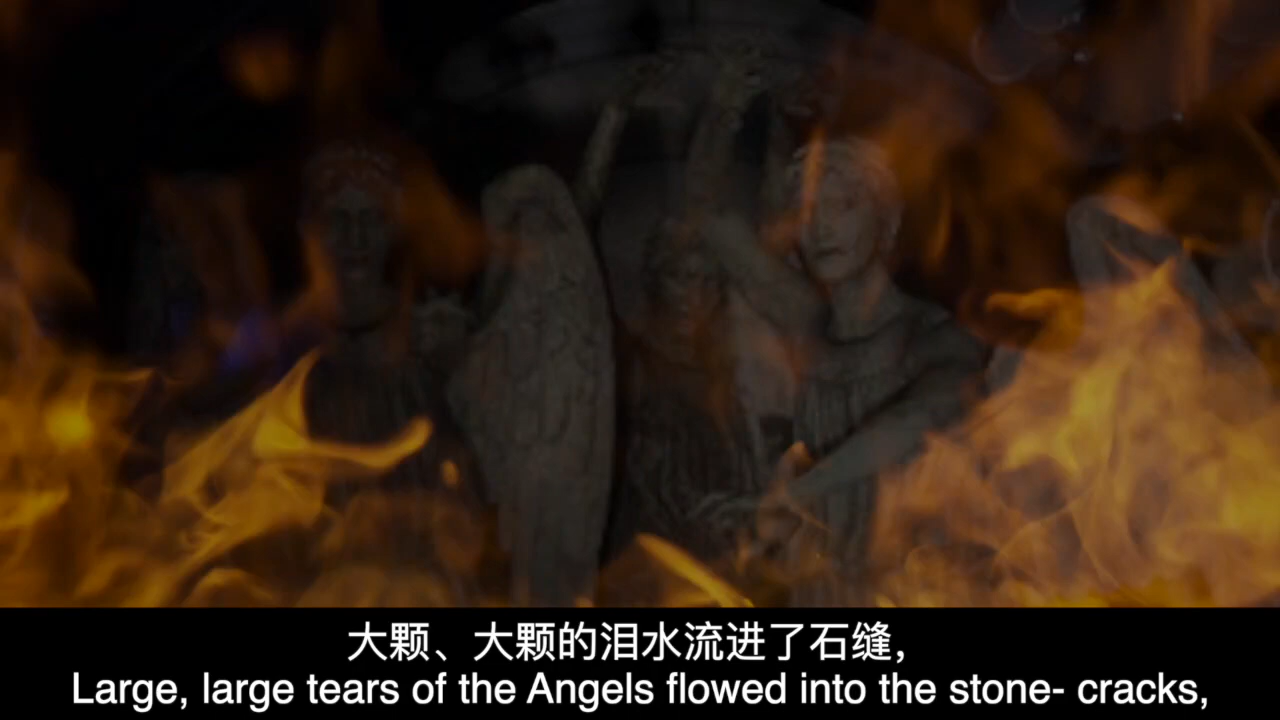 大颗、大颗的泪水流进了石缝，
Large, large tears of the Angels flowed into the stone- cracks,